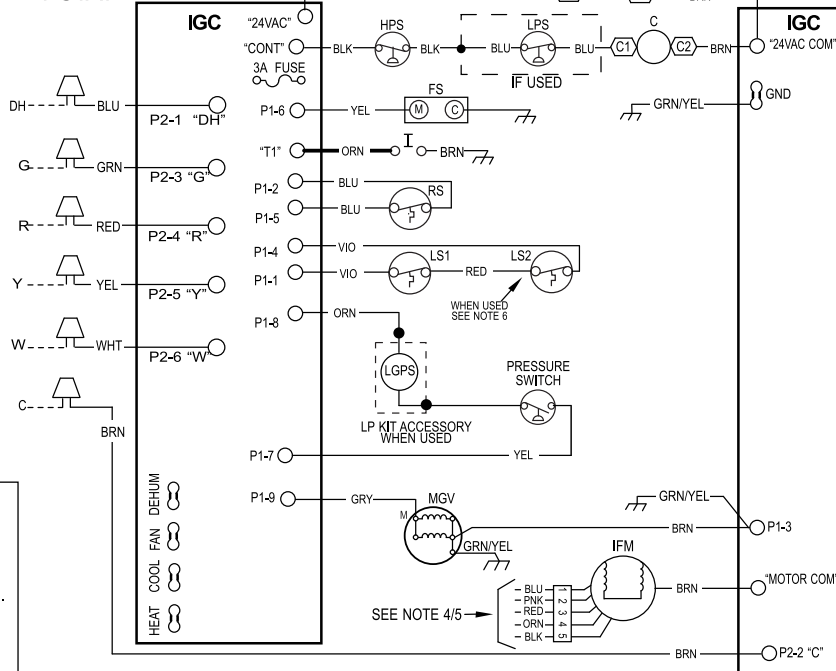 IGC
"24VAC"
"CONT"
BLK
HPS
BLK
BLU
LPS
BLU
IF USED
C1
C
C2
BRN
IGC
"24VAC COM"
3A FUSE
DH
BLU
P2-1 "DH"
P1-6
YEL
FS
M
C
GRN/YEL
GND
G
GRN
P2-3 "G"
"T1"
ORN
BRN
P1-2
BLU
RS
P1-5
BLU
R
RED
P2-4 "R"
P1-4
VIO
P1-1
VIO
LS1
RED
LS2
WHEN USED
SEE NOTE 6
Y
YEL
P2-5 "Y"
P1-8
ORN
W
WHT
P2-6 "W"
LGPS
PRESSURE
SWITCH
LP KIT ACCESSORY
WHEN USED
C
BRN
P1-7
YEL
DEHUM
FAN
COOL
HEAT
P1-9
GRY
MGV
M
GRN/YEL
GRN/YEL
BRN
P1-3
IFM
BLU 1
PNK 2
RED 3
ORN 4
BLK 5
SEE NOTE 4/5
BRN
"MOTOR COM"
BRN
P2-2 "C"